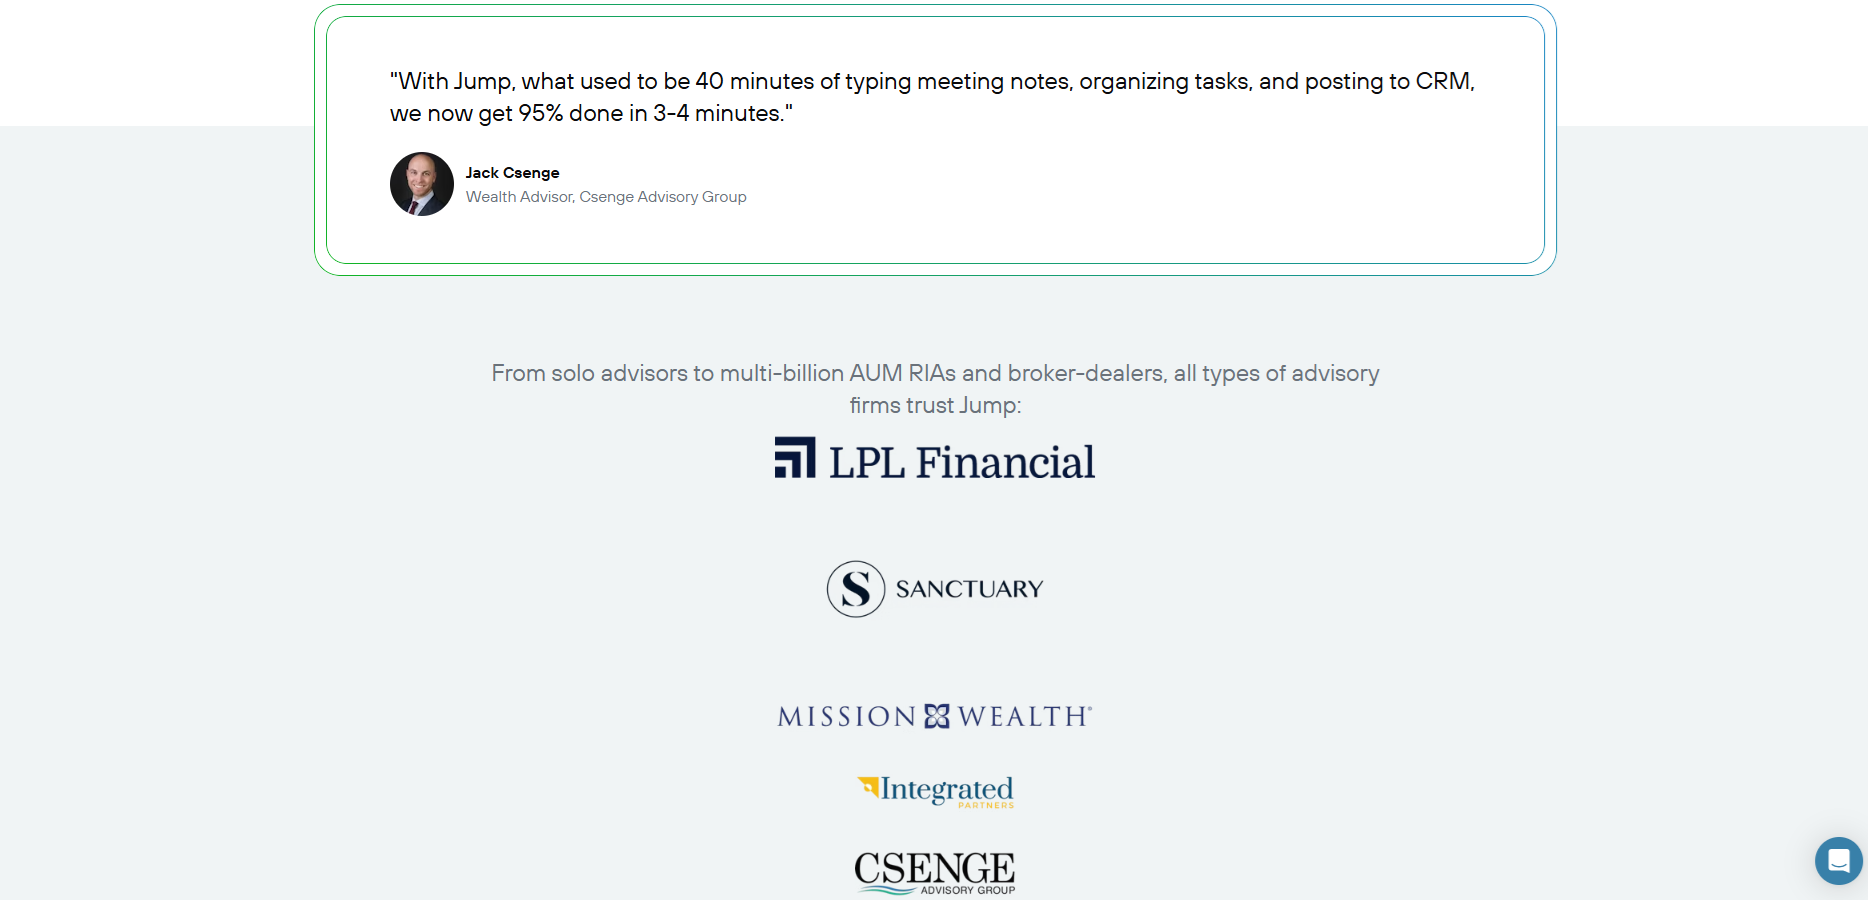 "With Jump, what used to be 40 minutes of typing meeting notes, organizing tasks, and posting to CRM,
we now get 95% done in 3-4 minutes."
Jack Csenge
Wealth Advisor, Csenge Advisory Group
From solo advisors to multi-billion AUM RIAs and broker-dealers, all types of advisory
firms trust Jump:
LPL Financial
S SANCTUARY
MISSION WEALTH®
Integrated
PARTNERS
CSENGE
ADVISORY GROUP